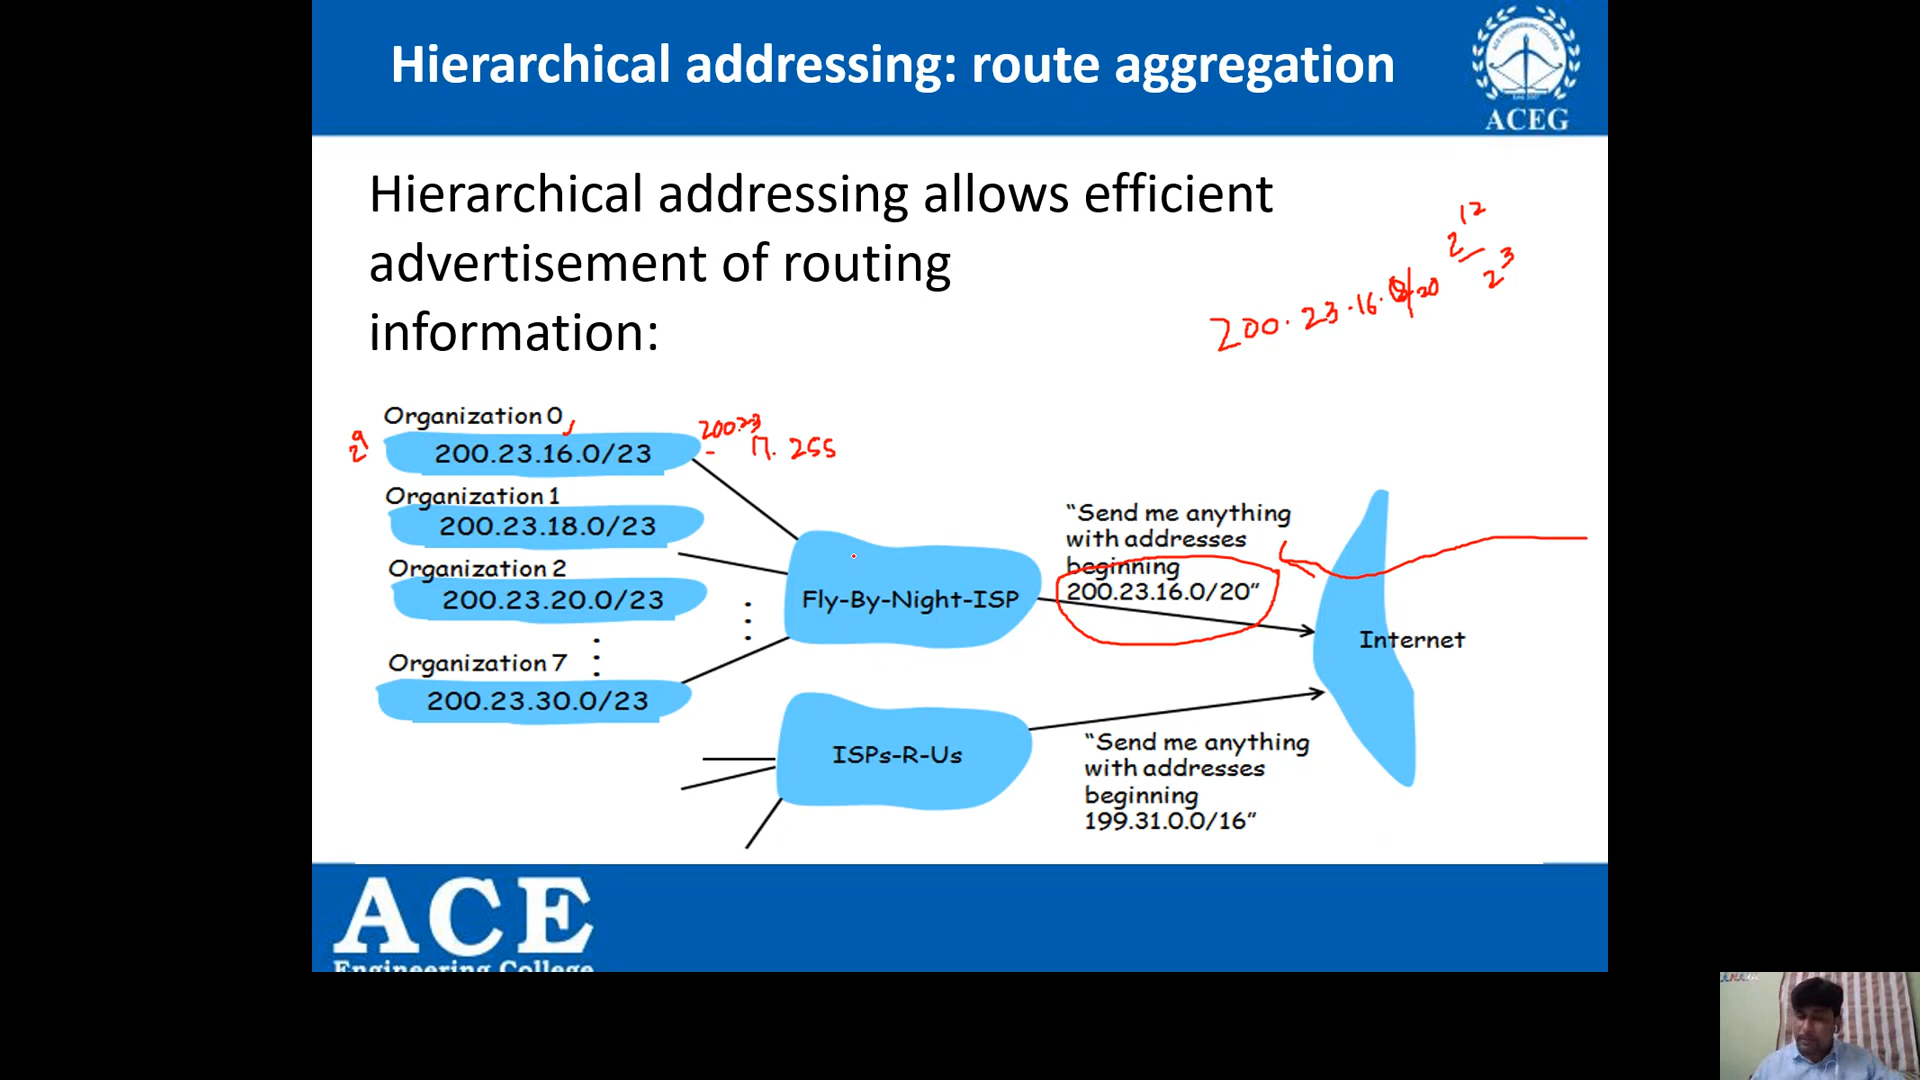 Hierarchical addressing: route aggregation
ACEG
Hierarchical addressing allows efficient
advertisement of routing
information:
2^12
2^3
200.23.16.0/20
Organization 0
2^9
200.23.16.0/23
200.23
17.255
Organization 1
200.23.18.0/23
Organization 2
200.23.20.0/23
Organization 7
200.23.30.0/23
Fly-By-Night-ISP
"Send me anything
with addresses
beginning
200.23.16.0/20"
Internet
ISPs-R-Us
"Send me anything
with addresses
beginning
199.31.0.0/16"
ACE
Engineering College